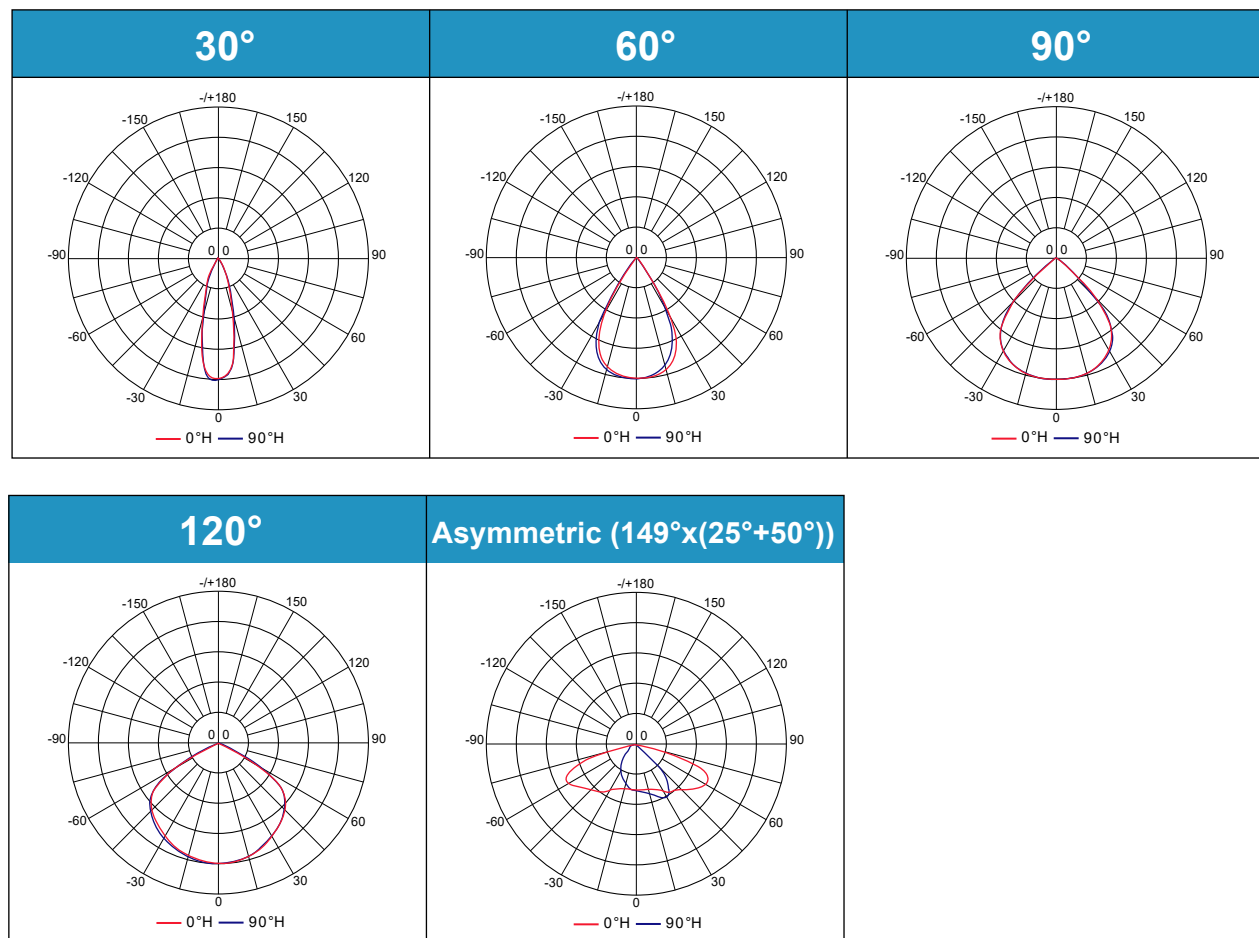 30° 60° 90°
-/+180 -/+180 -/+180
-150 150 -150 150 -150 150
-120 120 -120 120 -120 120
-90 0 0 90 -90 0 0 90 -90 0 0 90
-60 60 -60 60 -60 60
-30 30 -30 30 -30 30
0 0 0
0°H 90°H 0°H 90°H 0°H 90°H
120° Asymmetric (149°x(25°+50°))
-/+180 -/+180
-150 150 -150 150
-120 120 -120 120
-90 0 0 90 -90 0 0 90
-60 60 -60 60
-30 30 -30 30
0 0
0°H 90°H 0°H 90°H